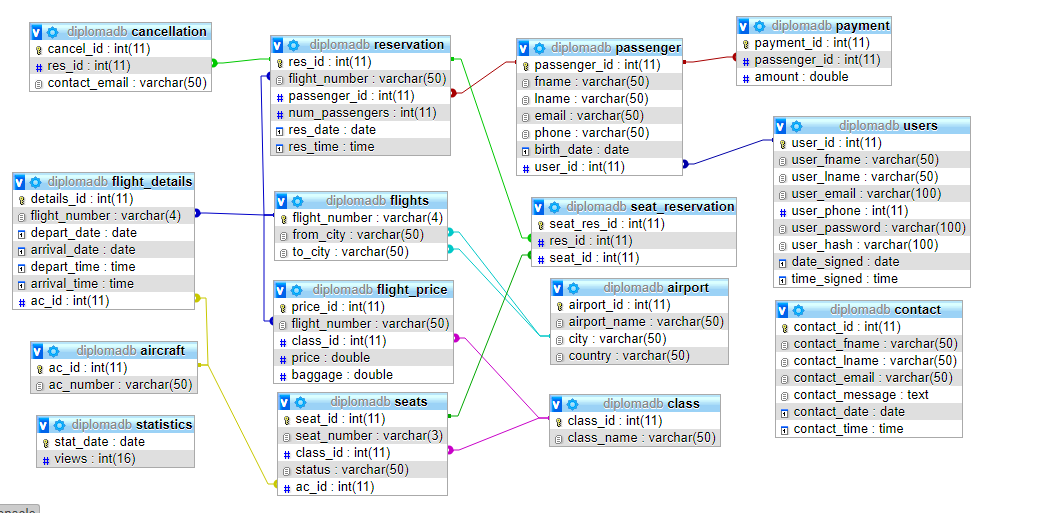 diplomadb cancellation
cancel_id : int(11)
res_id : int(11)
contact_email : varchar(50)
diplomadb reservation
res_id : int(11)
flight_number : varchar(50)
passenger_id : int(11)
num_passengers : int(11)
res_date : date
res_time : time
diplomadb passenger
passenger_id : int(11)
fname : varchar(50)
lname : varchar(50)
email : varchar(50)
phone : varchar(50)
birth_date : date
user_id : int(11)
diplomadb payment
payment_id : int(11)
passenger_id : int(11)
amount : double
diplomadb users
user_id : int(11)
user_fname : varchar(50)
user_lname : varchar(50)
user_email : varchar(100)
user_phone : int(11)
user_password : varchar(100)
user_hash : varchar(100)
date_signed : date
time_signed : time
diplomadb flight_details
details_id : int(11)
flight_number : varchar(4)
depart_date : date
arrival_date : date
depart_time : time
arrival_time : time
ac_id : int(11)
diplomadb flights
flight_number : varchar(4)
from_city : varchar(50)
to_city : varchar(50)
diplomadb seat_reservation
seat_res_id : int(11)
res_id : int(11)
seat_id : int(11)
diplomadb flight_price
price_id : int(11)
flight_number : varchar(50)
class_id : int(11)
price : double
baggage : double
diplomadb airport
airport_id : int(11)
airport_name : varchar(50)
city : varchar(50)
country : varchar(50)
diplomadb contact
contact_id : int(11)
contact_fname : varchar(50)
contact_lname : varchar(50)
contact_email : varchar(50)
contact_message : text
contact_date : date
contact_time : time
diplomadb aircraft
ac_id : int(11)
ac_number : varchar(50)
diplomadb seats
seat_id : int(11)
seat_number : varchar(3)
class_id : int(11)
status : varchar(50)
ac_id : int(11)
diplomadb class
class_id : int(11)
class_name : varchar(50)
diplomadb statistics
stat_date : date
views : int(16)